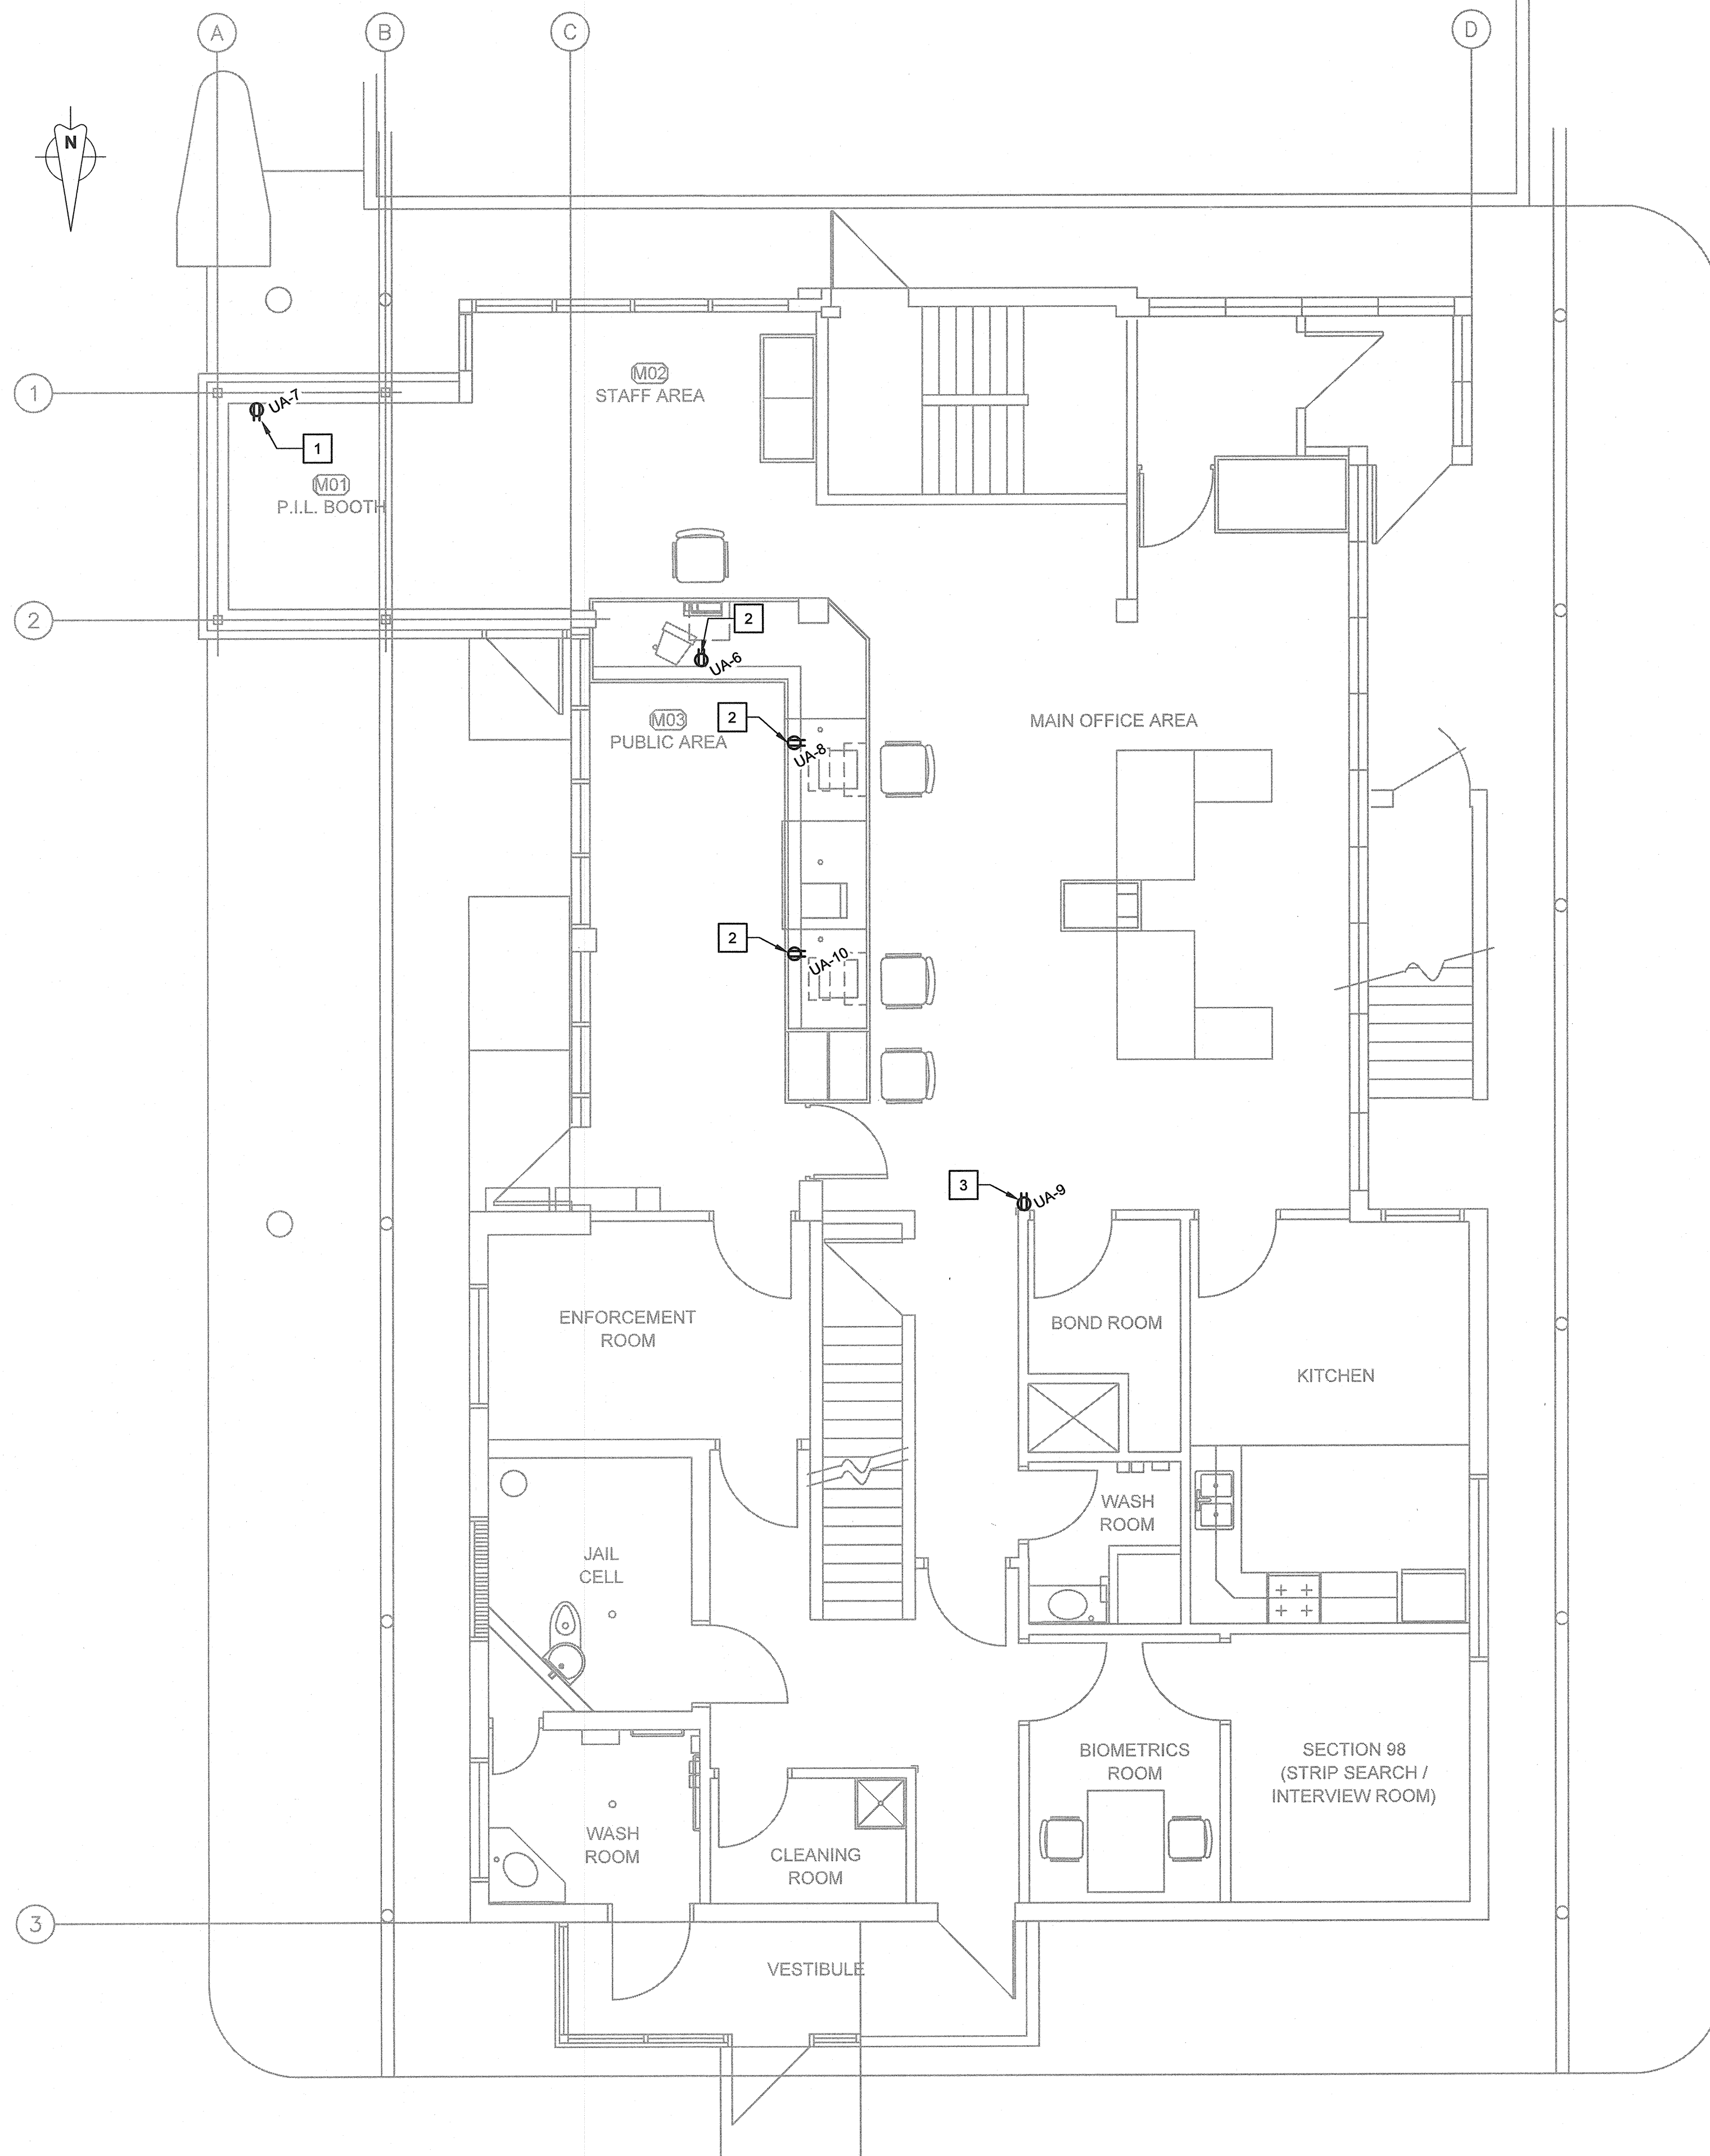 A
B
C
D
N
1
M02
STAFF AREA
UA-7
1
M01
P.I.L. BOOTH
2
2
UA-6
2
M03
PUBLIC AREA
UA-8
MAIN OFFICE AREA
2
UA-10
3
UA-9
ENFORCEMENT
ROOM
BOND ROOM
KITCHEN
WASH
ROOM
JAIL
CELL
BIOMETRICS
ROOM
SECTION 98
(STRIP SEARCH /
INTERVIEW ROOM)
WASH
ROOM
CLEANING
ROOM
3
VESTIBULE